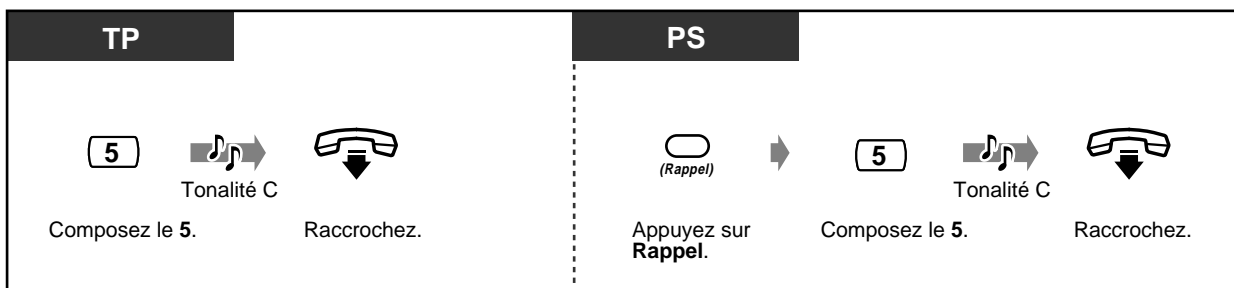 TP
5
Tonalité C
Composez le 5.
Raccrochez.
PS
(Rappel)
5
Tonalité C
Appuyez sur
Rappel.
Composez le 5.
Raccrochez.